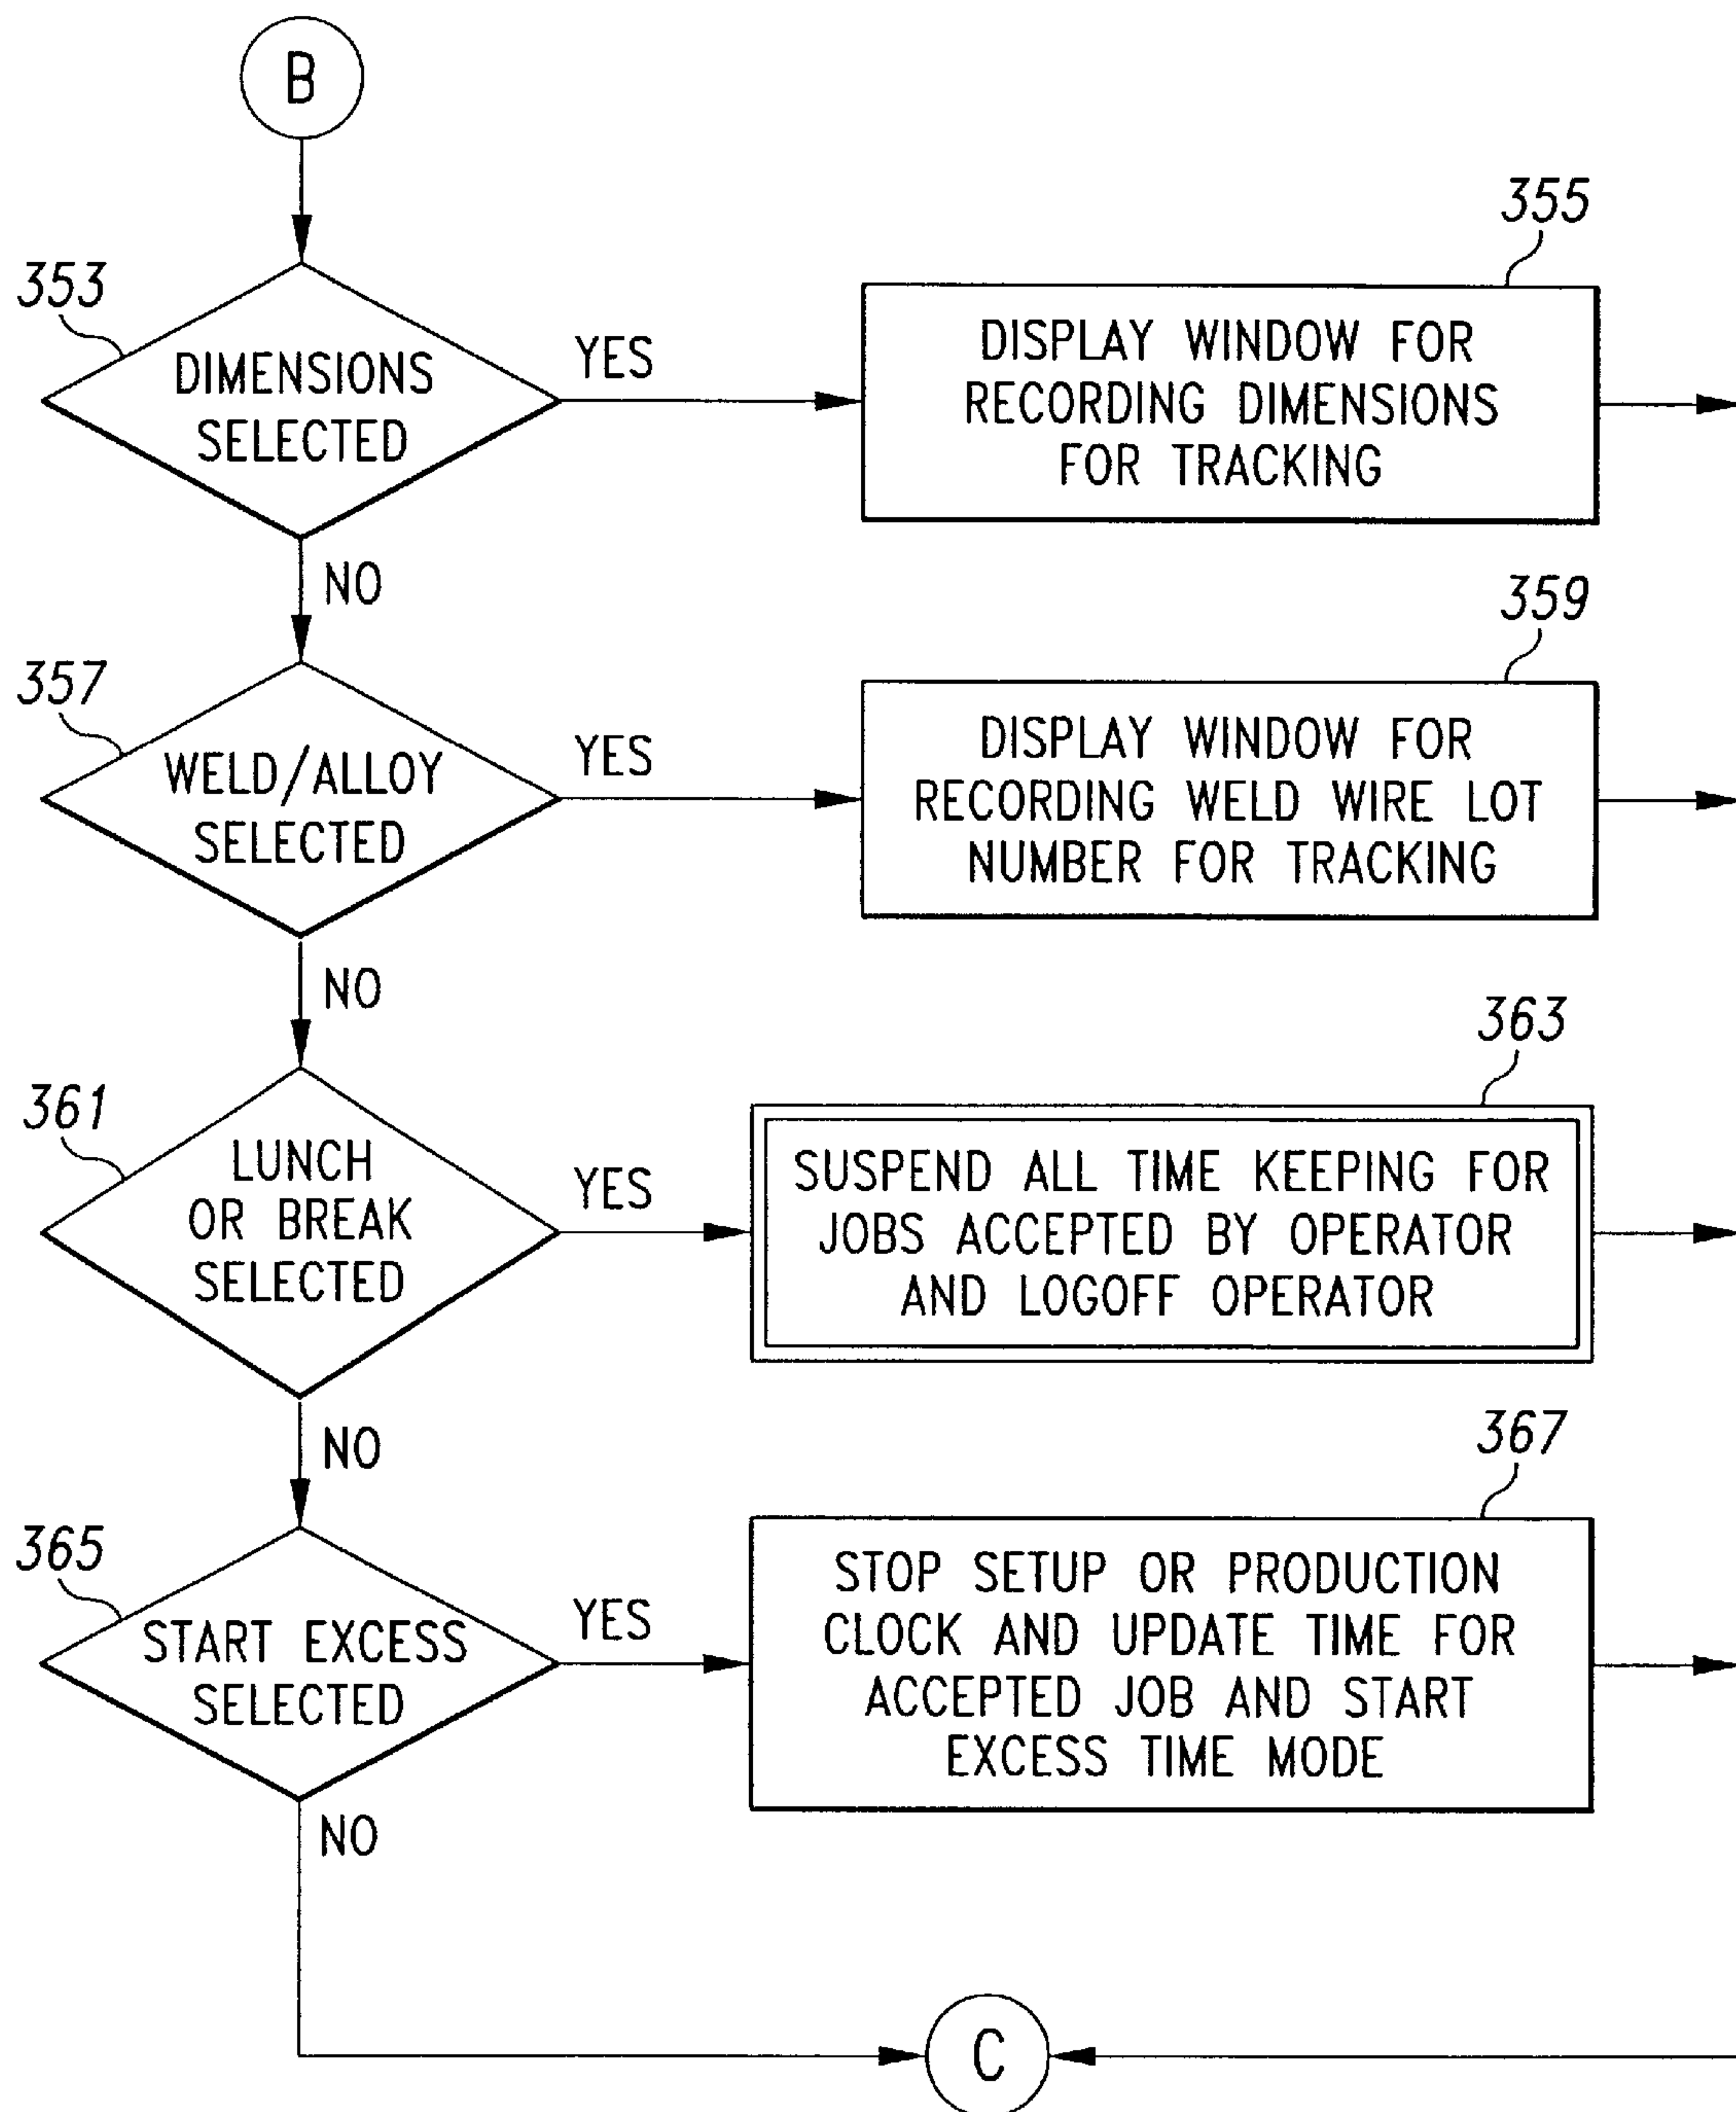 B
353
DIMENSIONS
SELECTED
YES
355
DISPLAY WINDOW FOR
RECORDING DIMENSIONS
FOR TRACKING
NO
357
WELD/ALLOY
SELECTED
YES
359
DISPLAY WINDOW FOR
RECORDING WELD WIRE LOT
NUMBER FOR TRACKING
NO
361
LUNCH
OR BREAK
SELECTED
YES
363
SUSPEND ALL TIME KEEPING FOR
JOBS ACCEPTED BY OPERATOR
AND LOGOFF OPERATOR
NO
365
START EXCESS
SELECTED
YES
367
STOP SETUP OR PRODUCTION
CLOCK AND UPDATE TIME FOR
ACCEPTED JOB AND START
EXCESS TIME MODE
NO
C